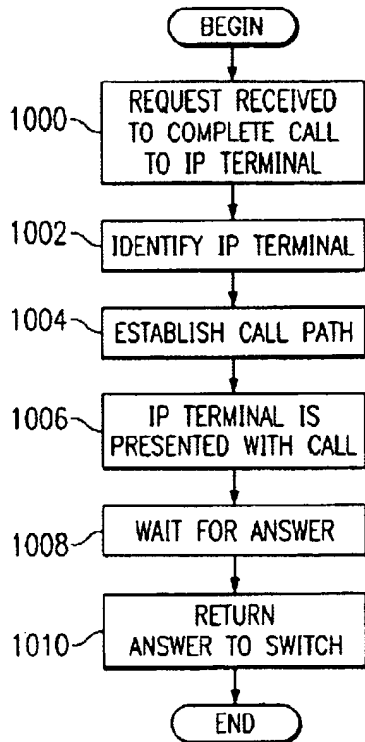 BEGIN
1000
REQUEST RECEIVED
TO COMPLETE CALL
TO IP TERMINAL
1002
IDENTIFY IP TERMINAL
1004
ESTABLISH CALL PATH
1006
IP TERMINAL IS
PRESENTED WITH CALL
1008
WAIT FOR ANSWER
1010
RETURN
ANSWER TO SWITCH
END